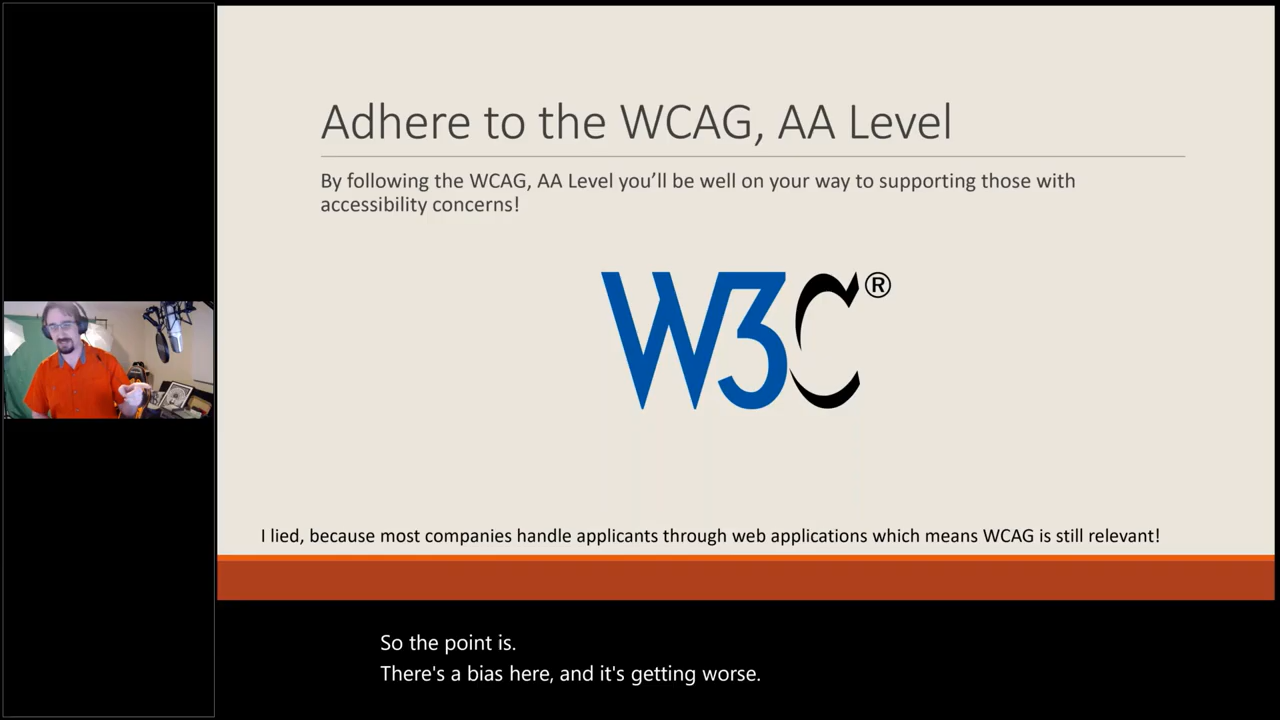 Adhere to the WCAG, AA Level
By following the WCAG, AA Level you’ll be well on your way to supporting those with
accessibility concerns!
W3C®
I lied, because most companies handle applicants through web applications which means WCAG is still relevant!
So the point is.
There's a bias here, and it's getting worse.